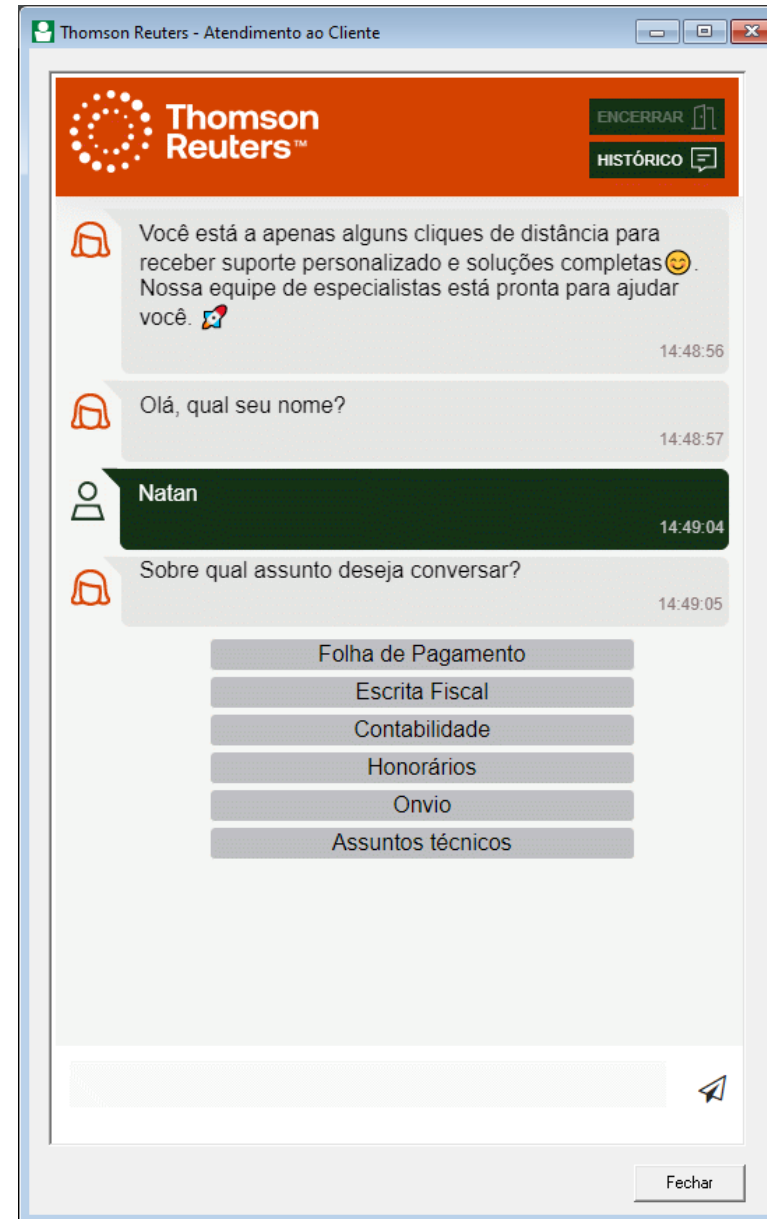 Thomson Reuters - Atendimento ao Cliente
Thomson
Reuters™
ENCERRAR
HISTÓRICO
Você está a apenas alguns cliques de distância para
receber suporte personalizado e soluções completas😊.
Nossa equipe de especialistas está pronta para ajudar
você. 🚀
14:48:56
Olá, qual seu nome?
14:48:57
Natan
14:49:04
Sobre qual assunto deseja conversar?
14:49:05
Folha de Pagamento
Escrita Fiscal
Contabilidade
Honorários
Onvio
Assuntos técnicos
Fechar